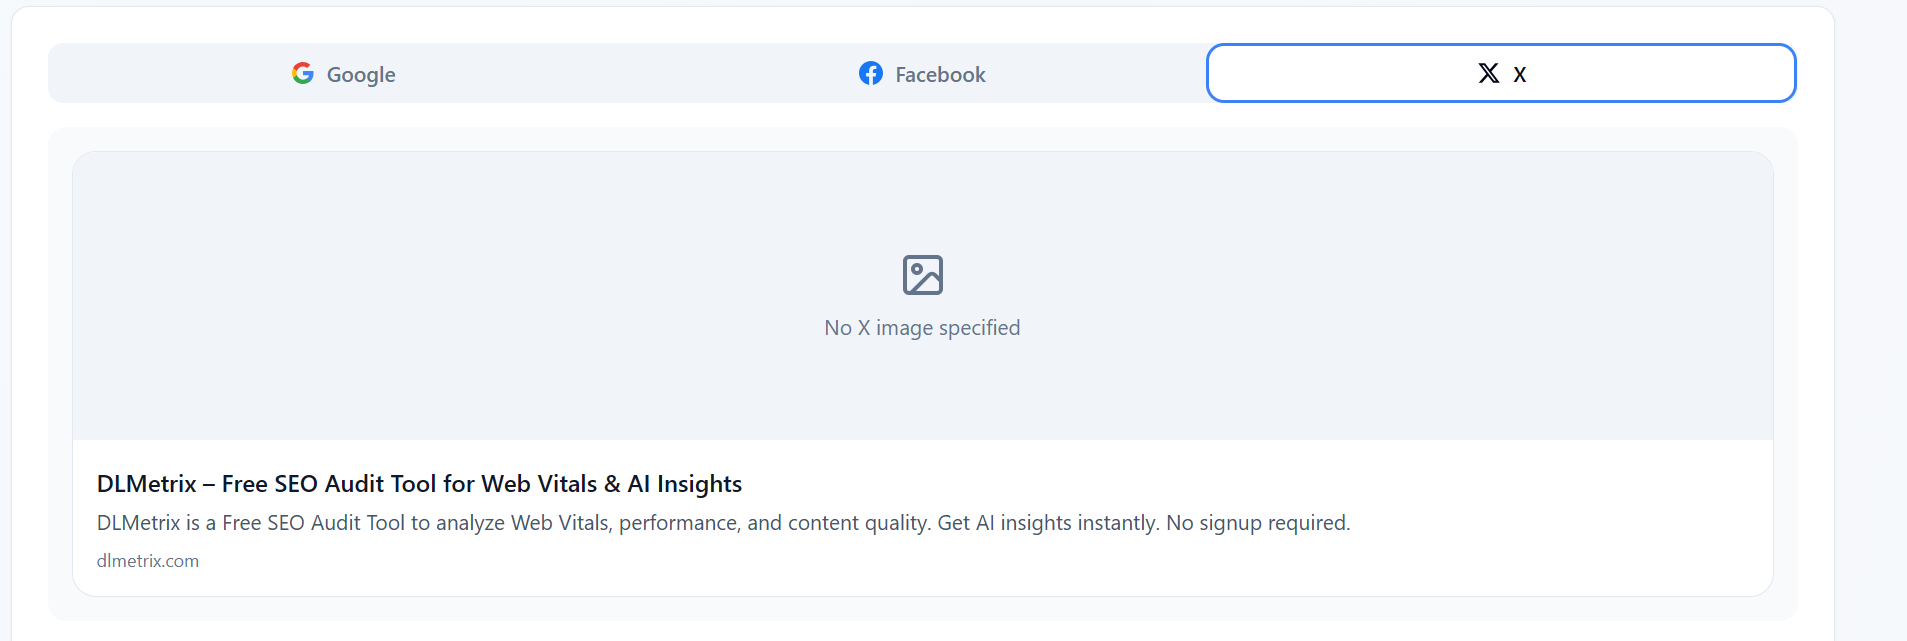 Google
Facebook
X
No X image specified
DLMetrix – Free SEO Audit Tool for Web Vitals & AI Insights
DLMetrix is a Free SEO Audit Tool to analyze Web Vitals, performance, and content quality. Get AI insights instantly. No signup required.
dlmetrix.com